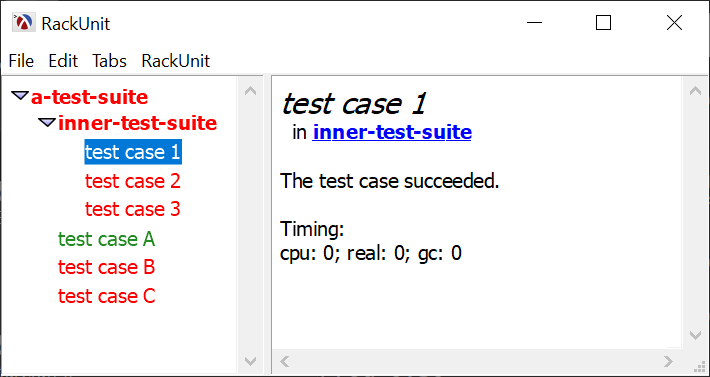 RackUnit
File Edit Tabs RackUnit
a-test-suite
inner-test-suite
test case 1
test case 2
test case 3
test case A
test case B
test case C
test case 1
in inner-test-suite
The test case succeeded.
Timing:
cpu: 0; real: 0; gc: 0